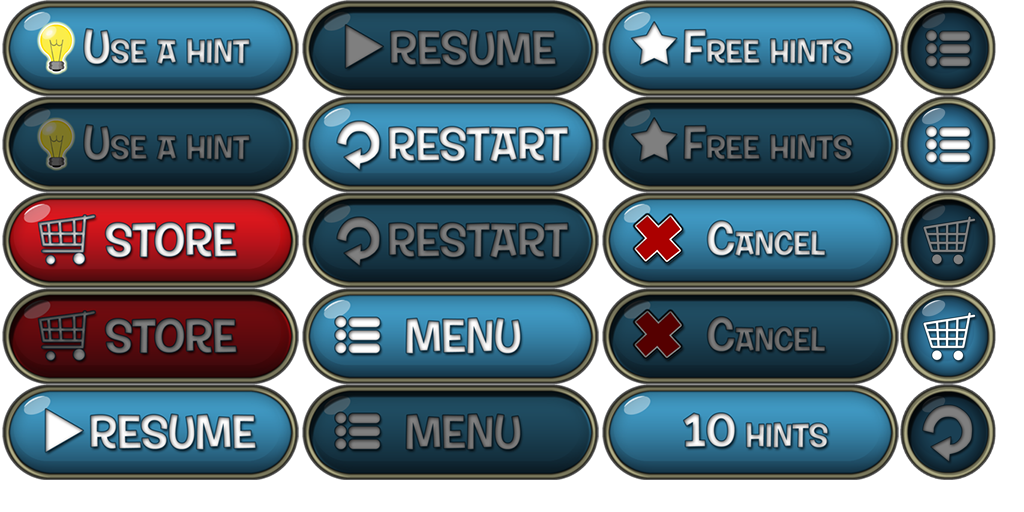 Use a hint
RESUME
Free hints
Use a hint
RESTART
Free hints
STORE
RESTART
Cancel
STORE
MENU
Cancel
RESUME
MENU
10 hints